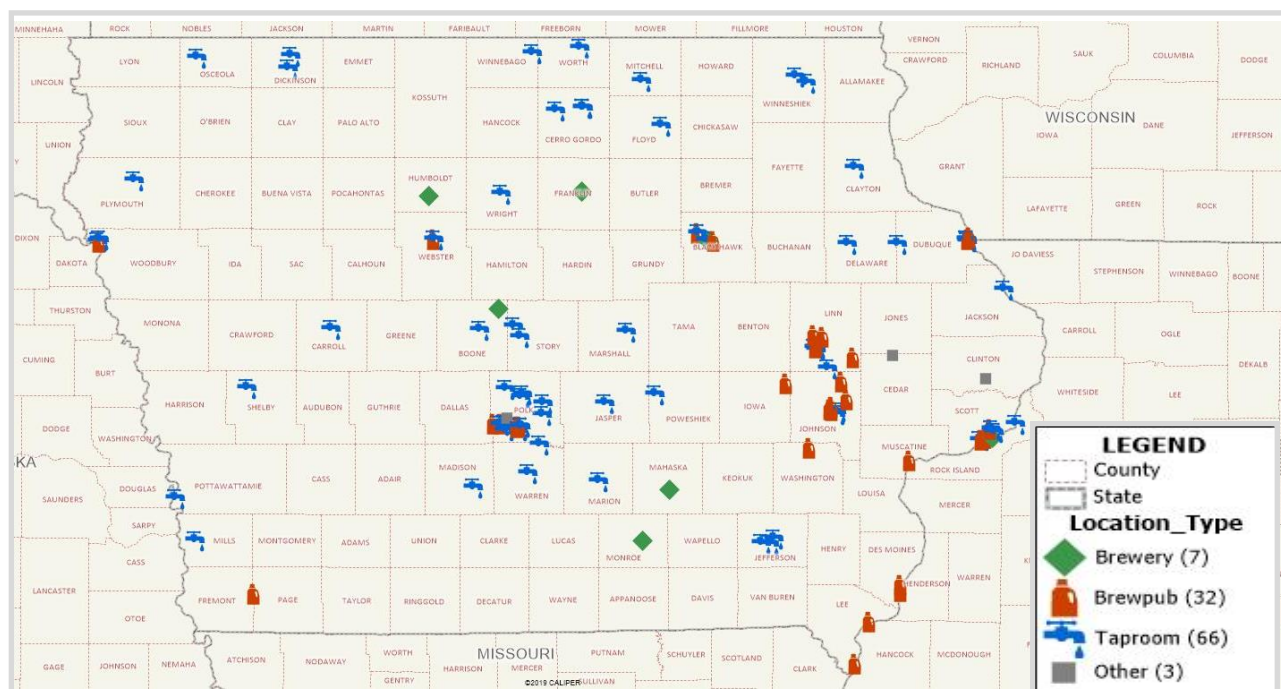 MINNEHAHA ROCK NOBLES JACKSON MARTIN FARIBAULT FREEBORN MOWER FILLMORE HOUSTON VERNON
CRAWFORD RICHLAND SAUK COLUMBIA DODGE
LINCOLN LYON OSCEOLA DICKINSON EMMET WINNEBAGO WORTH MITCHELL HOWARD WINNESHIEK ALLAMAKEE
KOSSUTH
WISCONSIN
UNION SIOUX O'BRIEN CLAY PALO ALTO HANCOCK CERRO GORDO FLOYD CHICKASAW IOWA DANE JEFFERSON
GRANT
PLYMOUTH CHEROKEE BUENA VISTA POCAHONTAS HUMBOLDT WRIGHT FRANKLIN BUTLER BREMER FAYETTE CLAYTON
LAFAYETTE GREEN ROCK
DIXON DAKOTA WOODBURY IDA SAC CALHOUN WEBSTER HAMILTON HARDIN GRUNDY BLACK HAWK BUCHANAN DELAWARE DUBUQUE JO DAVIESS STEPHENSON WINNEBAGO BOONE
THURSTON MONONA CRAWFORD CARROLL GREENE BOONE STORY MARSHALL TAMA BENTON LINN JONES JACKSON CARROLL OGLE
CUMING BURT CLINTON DEKALB
HARRISON SHELBY AUDUBON GUTHRIE DALLAS POLK JASPER POWESHIEK IOWA JOHNSON CEDAR SCOTT WHITESIDE LEE
DODGE WASHINGTON MUSCATINE ROCK ISLAND
SKA
SAUNDERS DOUGLAS POTTAWATTAMIE CASS ADAIR MADISON WARREN MARION MAHASKA KEOKUK WASHINGTON LOUISA MERCER
SARPY
CASS MILLS MONTGOMERY ADAMS UNION CLARKE LUCAS MONROE WAPELLO JEFFERSON HENRY DES MOINES
LANCASTER OTOE FREMONT PAGE TAYLOR RINGGOLD DECATUR WAYNE APPANOOSE DAVIS VAN BUREN LEE HENDERSON WARREN
GAGE JOHNSON NEMAHA ATCHISON NODAWAY WORTH HARRISON MERCER PUTNAM SCHUYLER SCOTLAND CLARK HANCOCK MCDONOUGH
MISSOURI
GENTRY SULLIVAN
©2019 CALIPER
LEGEND
County
State
Location_Type
Brewery (7)
Brewpub (32)
Taproom (66)
Other (3)